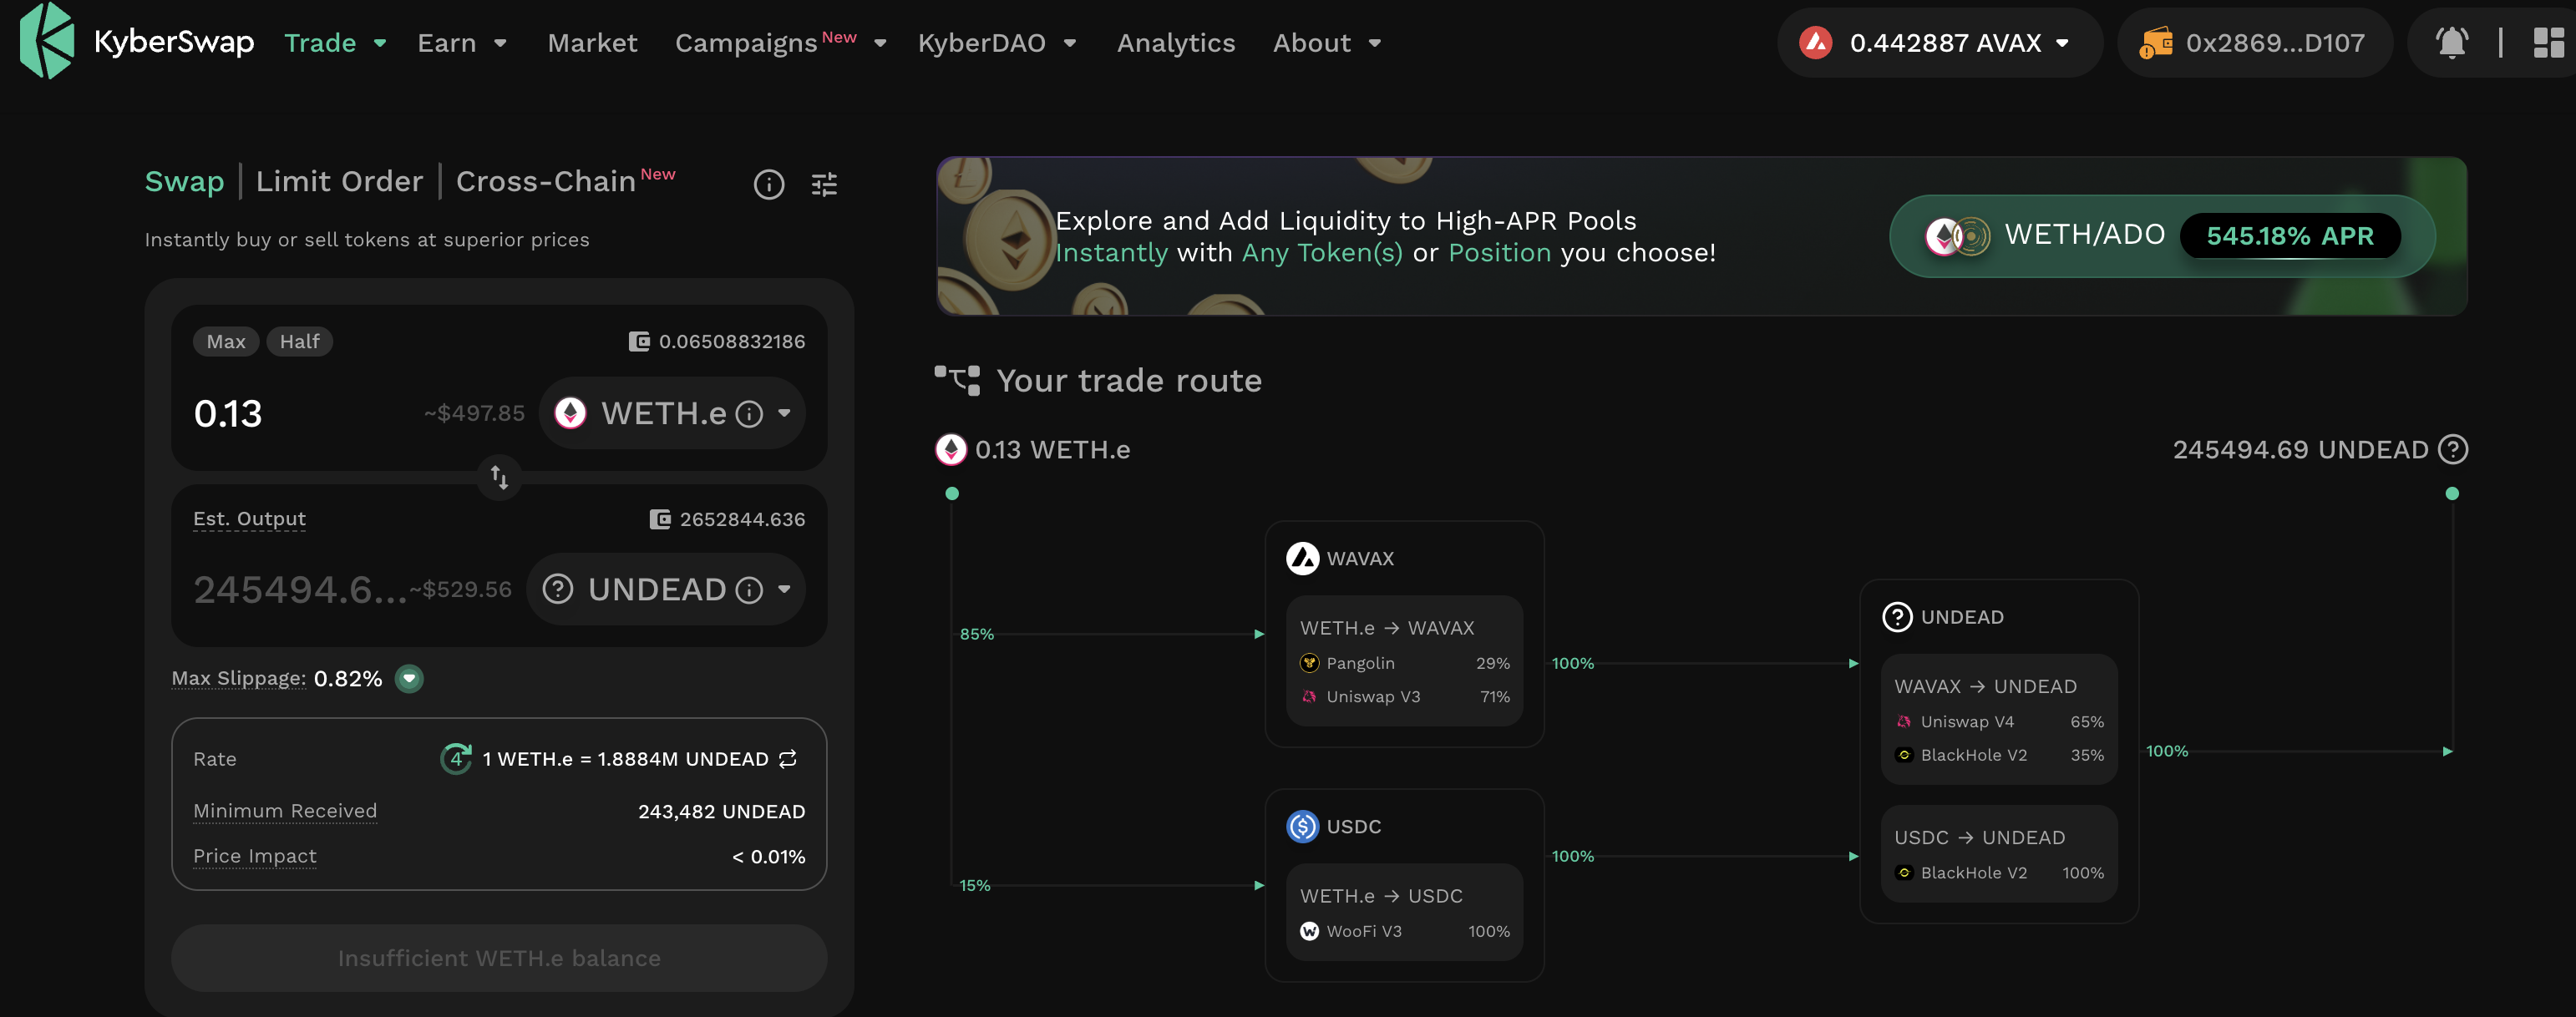 KyberSwap Trade Earn Market Campaigns New KyberDAO Analytics About 0.442887 AVAX 0x2869...D107
Swap | Limit Order | Cross-Chain New
Instantly buy or sell tokens at superior prices
Max Half 0.06508832186
0.13 ~$497.85 WETH.e
Est. Output 2652844.636
245494.6... ~$529.56 UNDEAD
Max Slippage: 0.82%
Rate 4 1 WETH.e = 1.8884M UNDEAD
Minimum Received 243,482 UNDEAD
Price Impact < 0.01%
Insufficient WETH.e balance
Explore and Add Liquidity to High-APR Pools
Instantly with Any Token(s) or Position you choose!
WETH/ADO 545.18% APR
Your trade route
0.13 WETH.e 245494.69 UNDEAD
85%
WAVAX
WETH.e → WAVAX
Pangolin 29%
Uniswap V3 71%
100%
15%
USDC
WETH.e → USDC
WooFi V3 100%
100%
UNDEAD
WAVAX → UNDEAD
Uniswap V4 65%
BlackHole V2 35%
USDC → UNDEAD
BlackHole V2 100%
100%